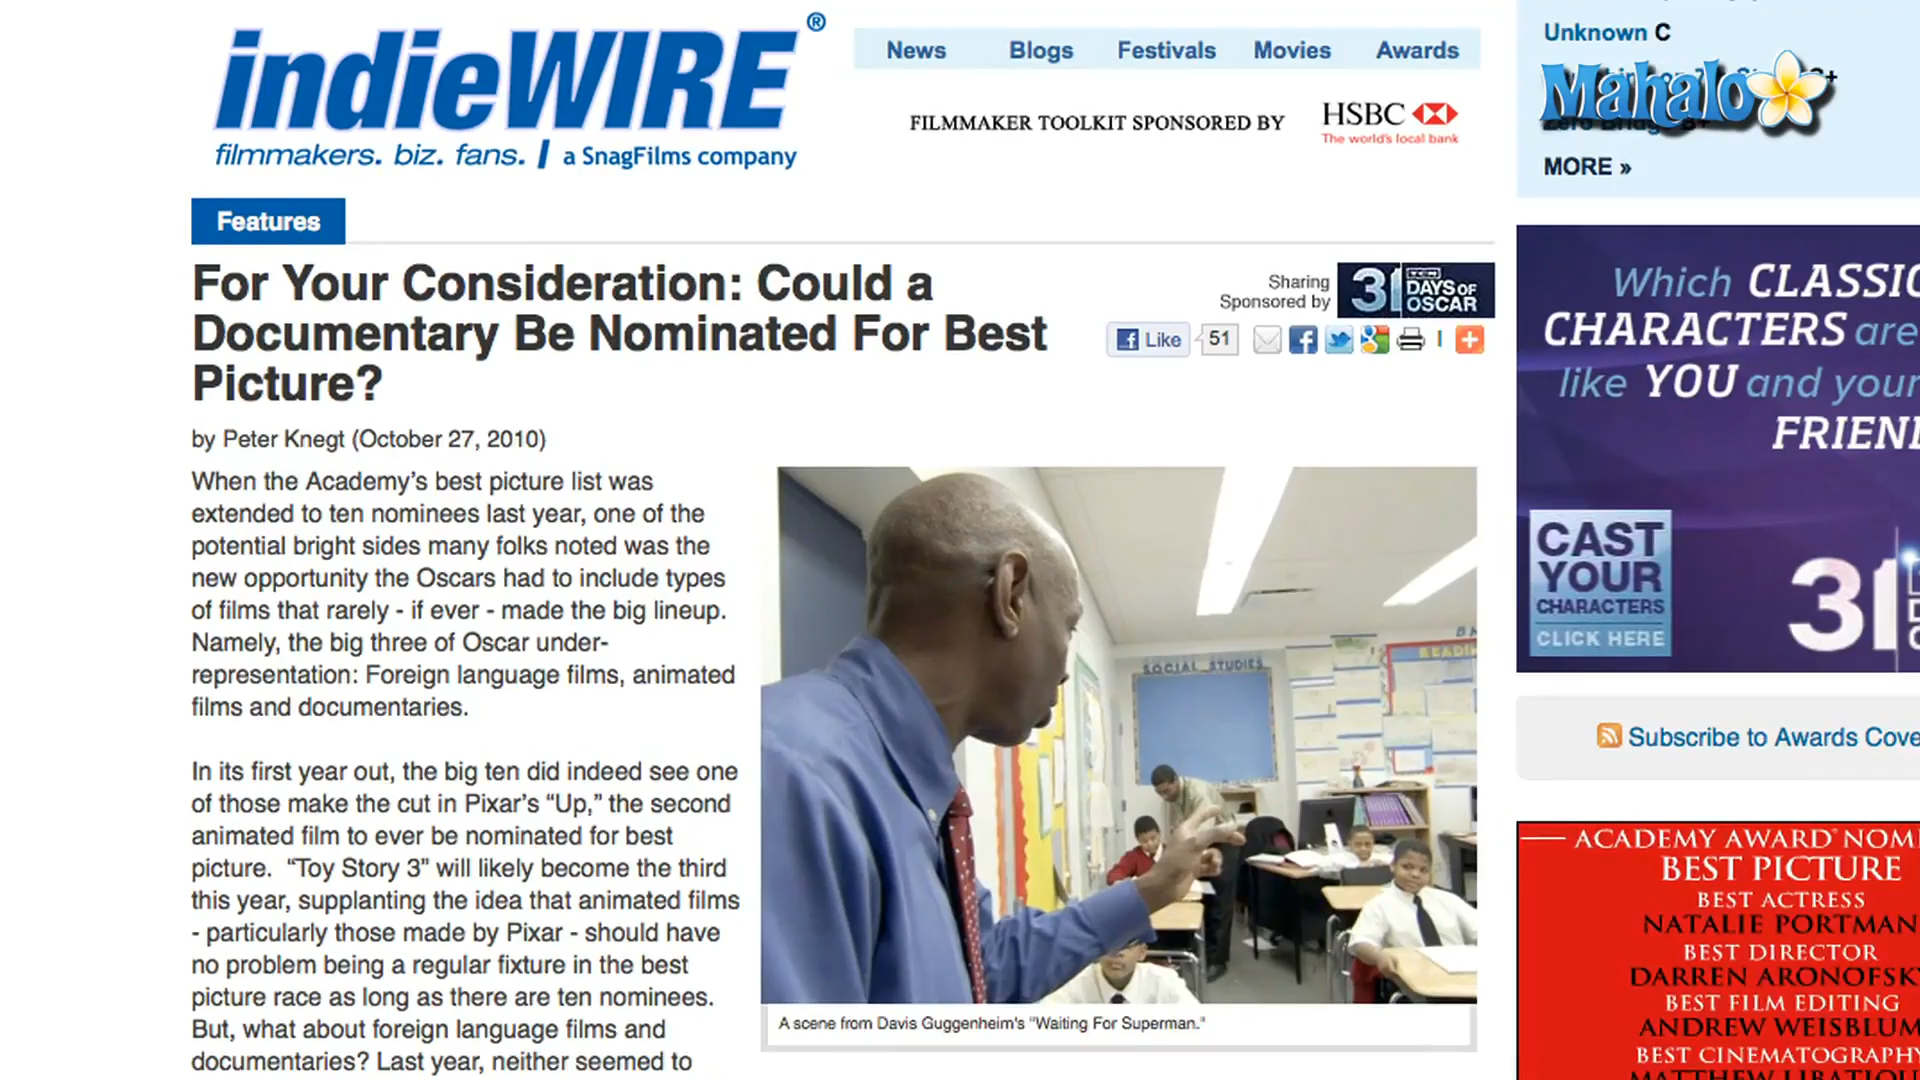 indieWIRE®
filmmakers. biz. fans. | a SnagFilms company
News Blogs Festivals Movies Awards
FILMMAKER TOOLKIT SPONSORED BY
HSBC
The world's local bank
Unknown C
Mahalo
MORE »
Features
For Your Consideration: Could a
Documentary Be Nominated For Best
Picture?
Sharing
Sponsored by
31 DAYS OF
OSCAR
Like 51
by Peter Knegt (October 27, 2010)
When the Academy's best picture list was
extended to ten nominees last year, one of the
potential bright sides many folks noted was the
new opportunity the Oscars had to include types
of films that rarely - if ever - made the big lineup.
Namely, the big three of Oscar under-
representation: Foreign language films, animated
films and documentaries.
In its first year out, the big ten did indeed see one
of those make the cut in Pixar's “Up,” the second
animated film to ever be nominated for best
picture. “Toy Story 3” will likely become the third
this year, supplanting the idea that animated films
- particularly those made by Pixar - should have
no problem being a regular fixture in the best
picture race as long as there are ten nominees.
But, what about foreign language films and
documentaries? Last year, neither seemed to
SOCIAL STUDIES
A scene from Davis Guggenheim's "Waiting For Superman."
Which CLASSIC
CHARACTERS are
like YOU and your
FRIEN
CAST
YOUR
CHARACTERS
CLICK HERE
31
Subscribe to Awards Cove
ACADEMY AWARD® NOMI
BEST PICTURE
BEST ACTRESS
NATALIE PORTMAN
BEST DIRECTOR
DARREN ARONOFSK
BEST FILM EDITING
ANDREW WEISBLUM
BEST CINEMATOGRAPHY
MATTHEW LIBATIQU